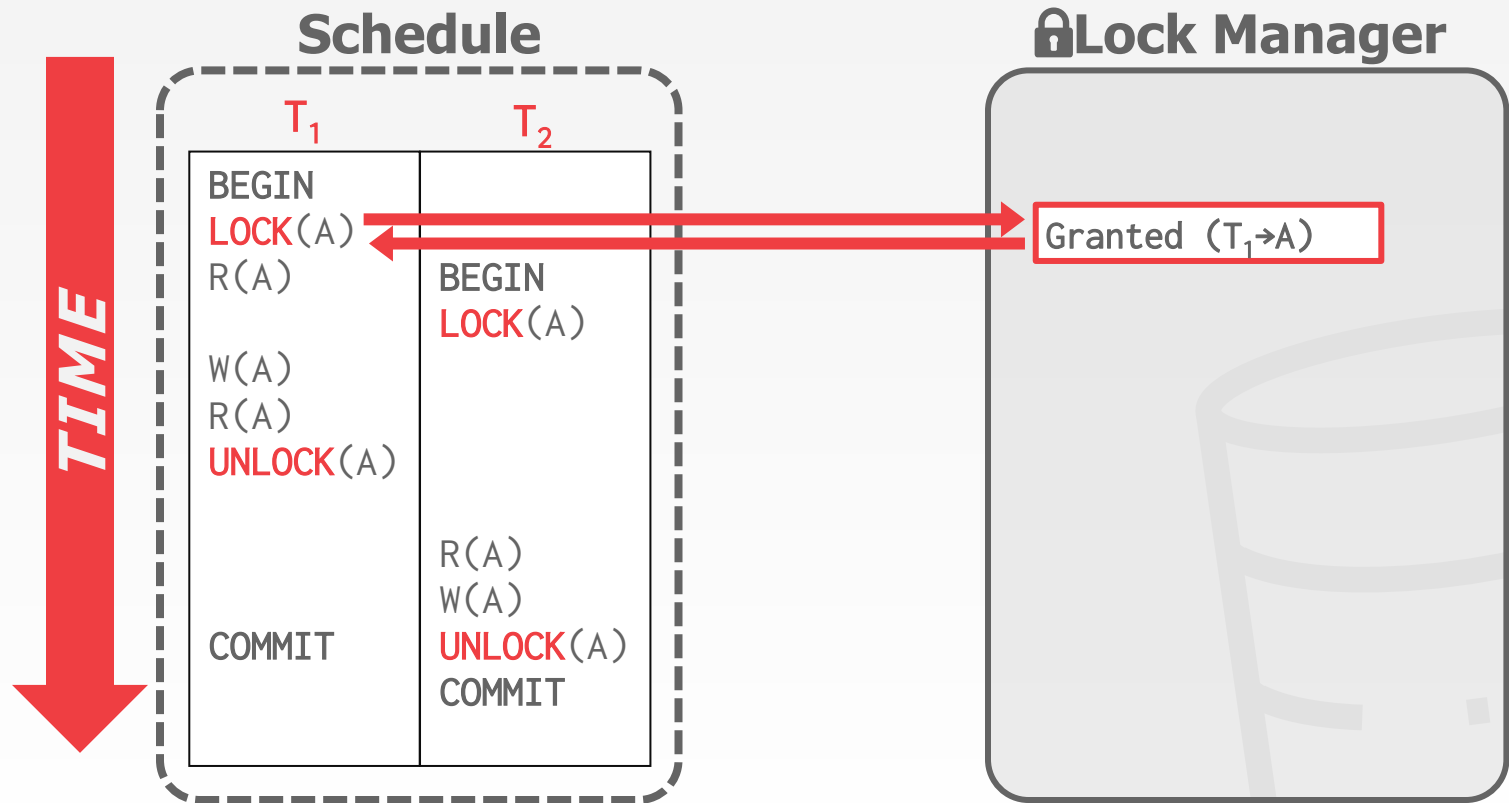 Schedule
Lock Manager
TIME
T1 T2
BEGIN
LOCK(A)
Granted (T1→A)
R(A) BEGIN
LOCK(A)
W(A)
R(A)
UNLOCK(A)
R(A)
W(A)
COMMIT UNLOCK(A)
COMMIT